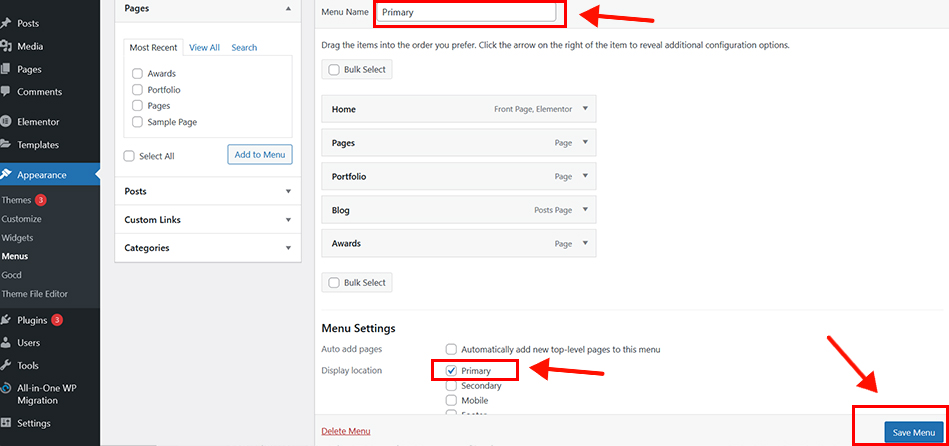 Posts
Media
Pages
Comments
Elementor
Templates
Appearance
Themes 3
Customize
Widgets
Menus
Gocd
Theme File Editor
Plugins 3
Users
Tools
All-in-One WP
Migration
Settings
Pages
Most Recent View All Search
Awards
Portfolio
Pages
Sample Page
Select All Add to Menu
Posts
Custom Links
Categories
Menu Name Primary
Drag the items into the order you prefer. Click the arrow on the right of the item to reveal additional configuration options.
Bulk Select
Home Front Page, Elementor
Pages Page
Portfolio Page
Blog Posts Page
Awards Page
Bulk Select
Menu Settings
Auto add pages Automatically add new top-level pages to this menu
Display location Primary
Secondary
Mobile
Delete Menu Save Menu